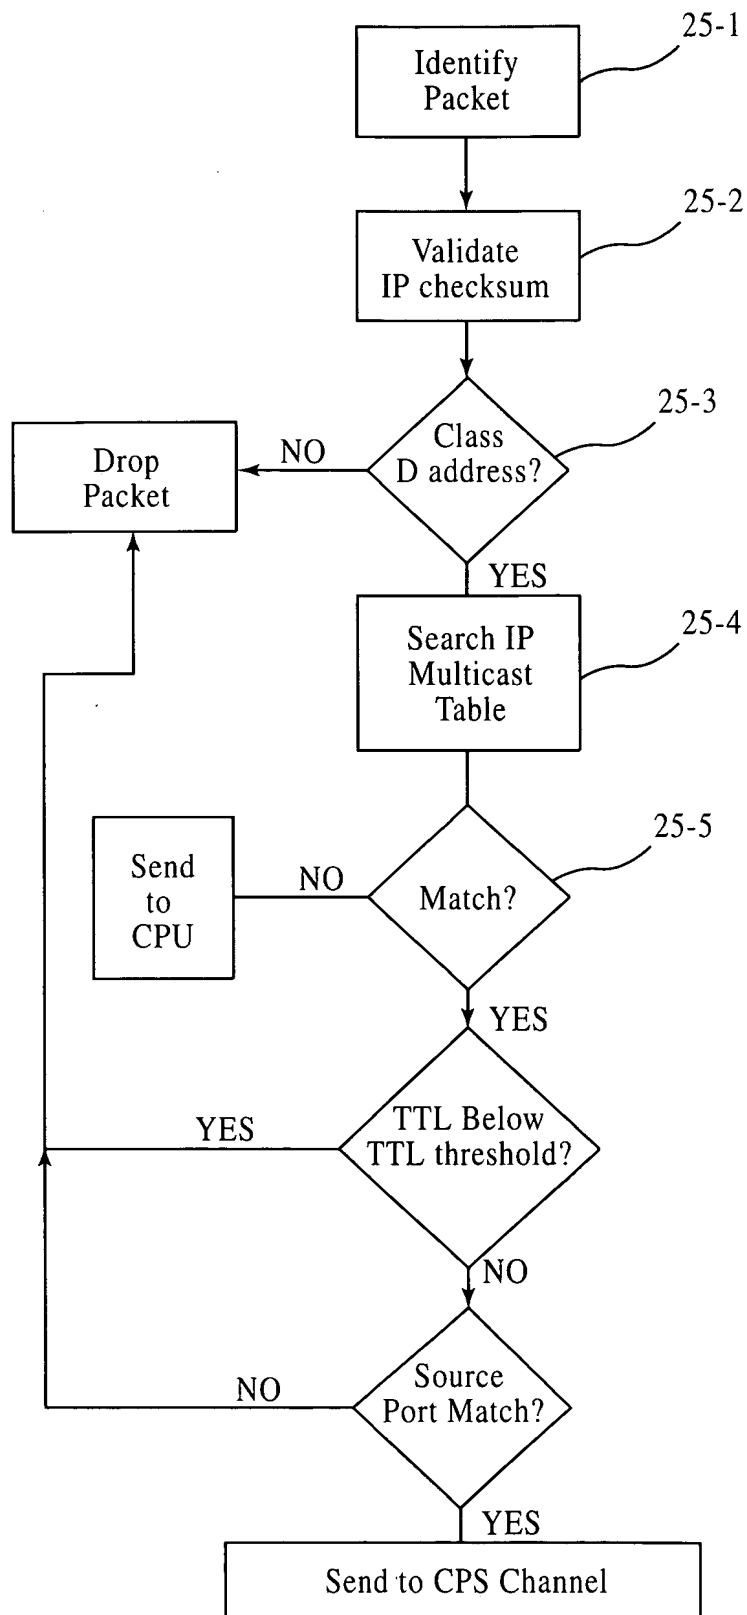 25-1
Identify
Packet
25-2
Validate
IP checksum
25-3
Class
D address?
NO
Drop
Packet
YES
25-4
Search IP
Multicast
Table
25-5
Match?
NO
Send
to
CPU
YES
TTL Below
TTL threshold?
YES
NO
Source
Port Match?
NO
YES
Send to CPS Channel